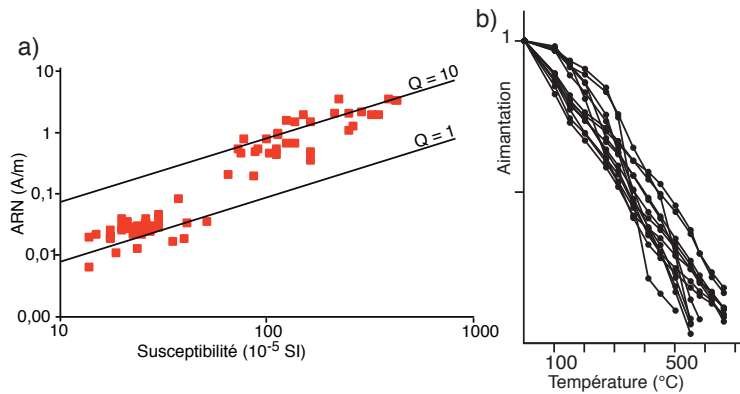 a)
ARN (A/m)
10
1
0,1
0,01
0,00
10
100
1000
Susceptibilité (10-5 SI)
Q = 10
Q = 1
b)
Aimantation
1
100
500
Température (°C)